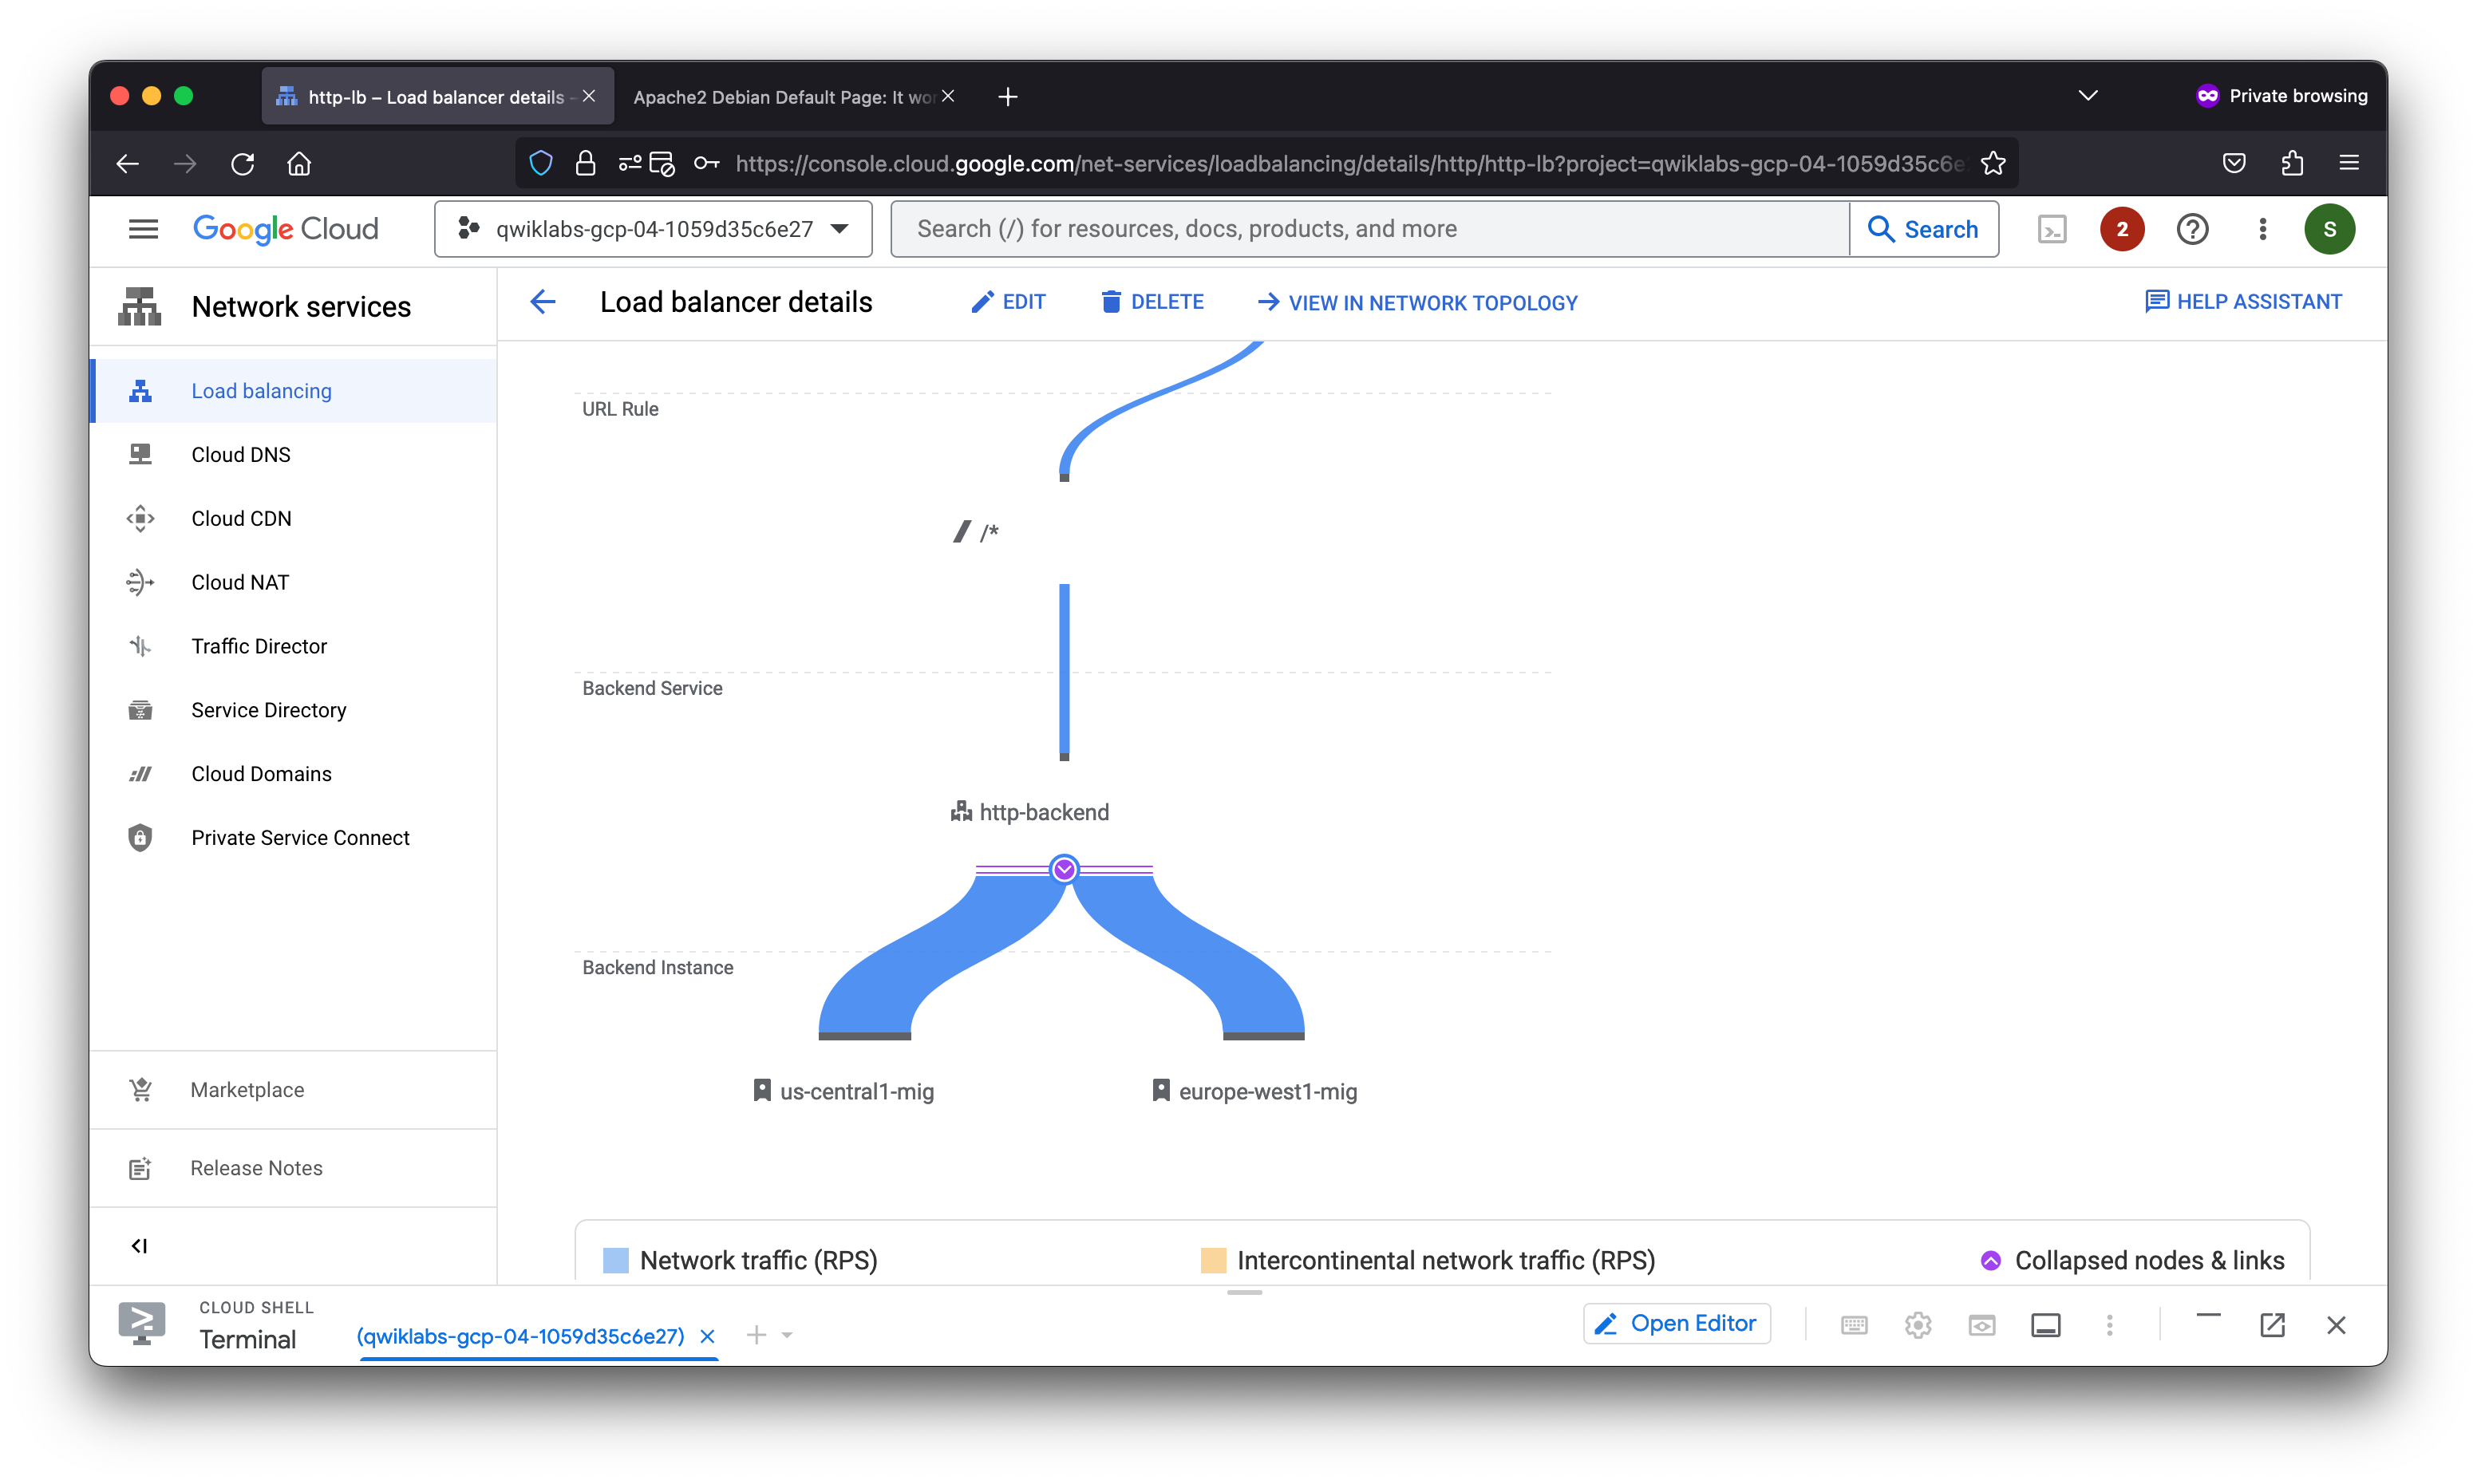 http-lb – Load balancer details -
Apache2 Debian Default Page: It wor
Private browsing
https://console.cloud.google.com/net-services/loadbalancing/details/http/http-lb?project=qwiklabs-gcp-04-1059d35c6e
Google Cloud
qwiklabs-gcp-04-1059d35c6e27
Search (/) for resources, docs, products, and more
Search
2
S
Network services
Load balancer details
EDIT
DELETE
VIEW IN NETWORK TOPOLOGY
HELP ASSISTANT
Load balancing
Cloud DNS
Cloud CDN
Cloud NAT
Traffic Director
Service Directory
Cloud Domains
Private Service Connect
Marketplace
Release Notes
URL Rule
/*
Backend Service
http-backend
Backend Instance
us-central1-mig
europe-west1-mig
Network traffic (RPS)
Intercontinental network traffic (RPS)
Collapsed nodes & links
CLOUD SHELL
Terminal
(qwiklabs-gcp-04-1059d35c6e27)
Open Editor